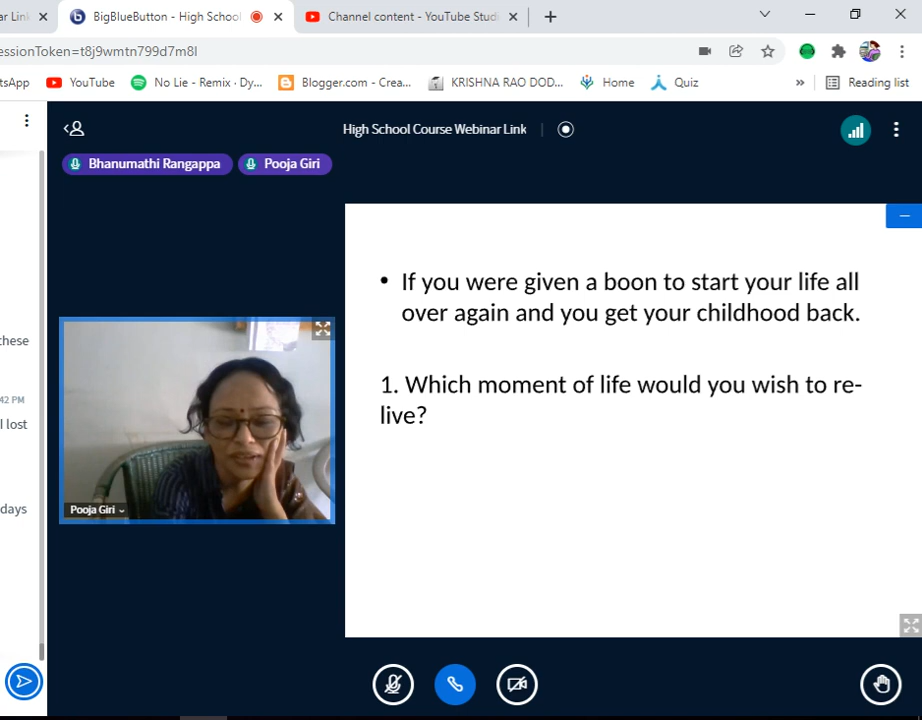 ar Linl
BigBlueButton - High School
Channel content - YouTube Studi
essionToken=t8j9wmtn799d7m8l
tsApp
YouTube
No Lie - Remix · Dy...
Blogger.com - Crea...
KRISHNA RAO DOD...
Home
Quiz
»
Reading list
High School Course Webinar Link
Bhanumathi Rangappa
Pooja Giri
• If you were given a boon to start your life all
over again and you get your childhood back.
1. Which moment of life would you wish to re-
live?
these
42 PM
I lost
days
Pooja Giri